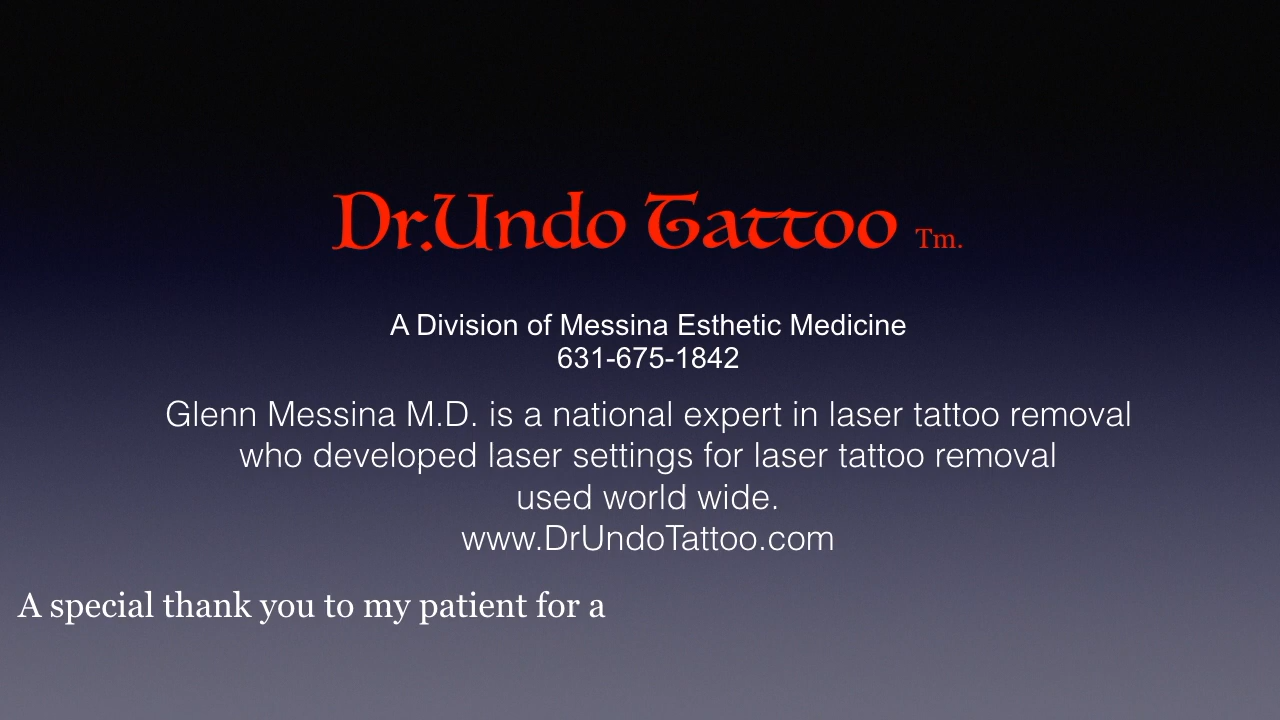 Dr.Undo Tattoo Tm.
A Division of Messina Esthetic Medicine
631-675-1842
Glenn Messina M.D. is a national expert in laser tattoo removal
who developed laser settings for laser tattoo removal
used world wide.
www.DrUndoTattoo.com
A special thank you to my patient for a